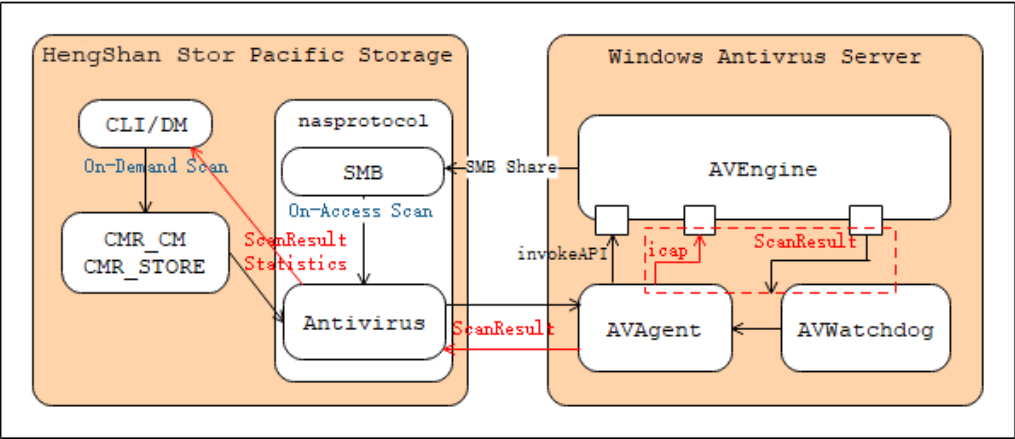 HengShan Stor Pacific Storage
CLI/DM
On-Demand Scan
CMR_CM
CMR_STORE
ScanResult
Statistics
nasprotocol
SMB
On-Access Scan
Antivirus
SMB Share
ScanResult
Windows Antivrus Server
AVEngine
invokeAPI
icap
ScanResult
AVAgent
AVWatchdog